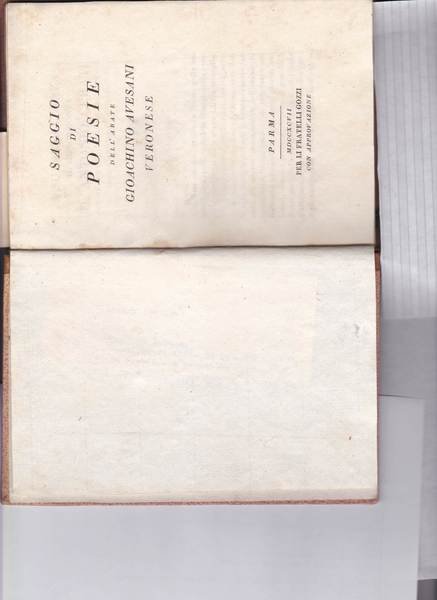 SAGGIO
DI
POESIE
DELL'ABATE
GIOACHINO AVESANI
VERONESE
PARMA
MDCCXCVII
PER LI FRATELLI GOZZI
CON APPROVAZIONE